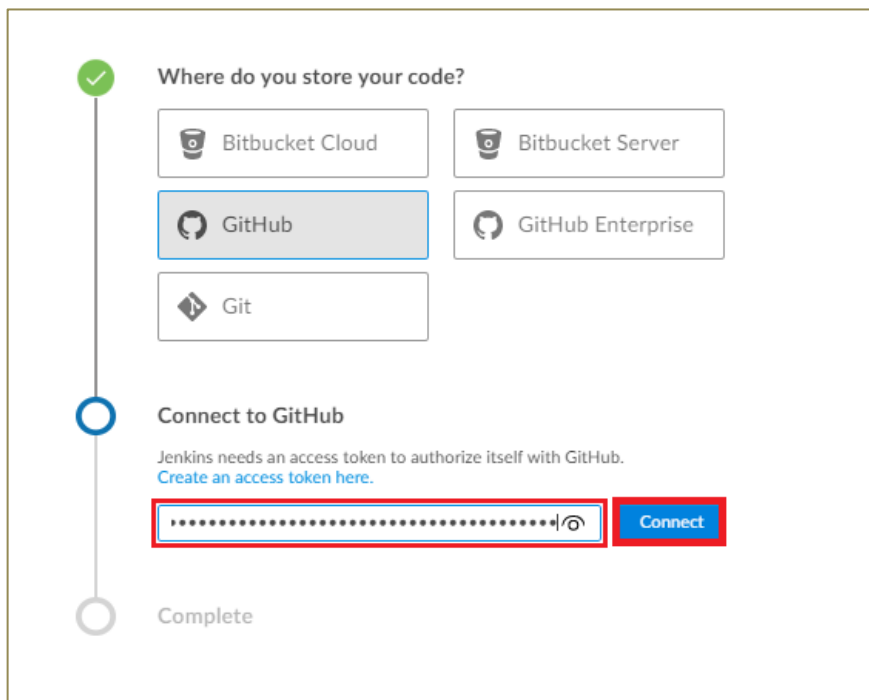 Where do you store your code?
Bitbucket Cloud
Bitbucket Server
GitHub
GitHub Enterprise
Git
Connect to GitHub
Jenkins needs an access token to authorize itself with GitHub.
Create an access token here.
Connect
Complete